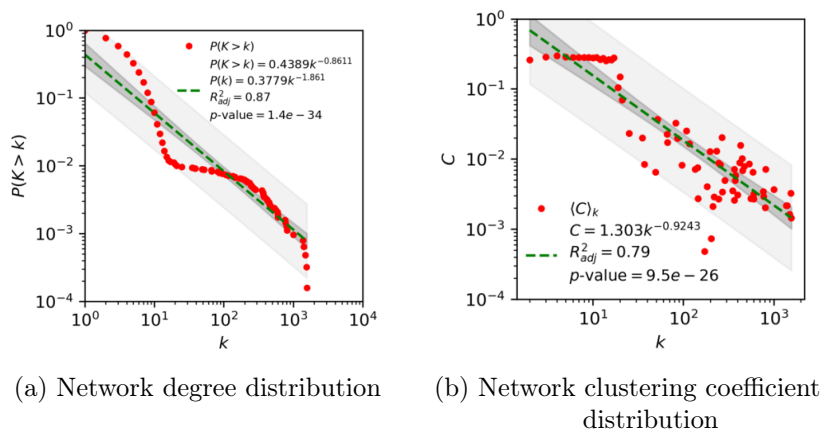 10^0
10^-1
10^-2
10^-3
10^-4
P(K > k)
10^0
10^1
10^2
10^3
10^4
k
P(K > k)
P(K > k) = 0.4389k^-0.8611
P(k) = 0.3779k^-1.861
R^2_adj = 0.87
p-value = 1.4e − 34
(a) Network degree distribution
10^0
10^-1
10^-2
10^-3
10^-4
C
10^1
10^2
10^3
k
⟨C⟩_k
C = 1.303k^-0.9243
R^2_adj = 0.79
p-value = 9.5e − 26
(b) Network clustering coefficient
distribution